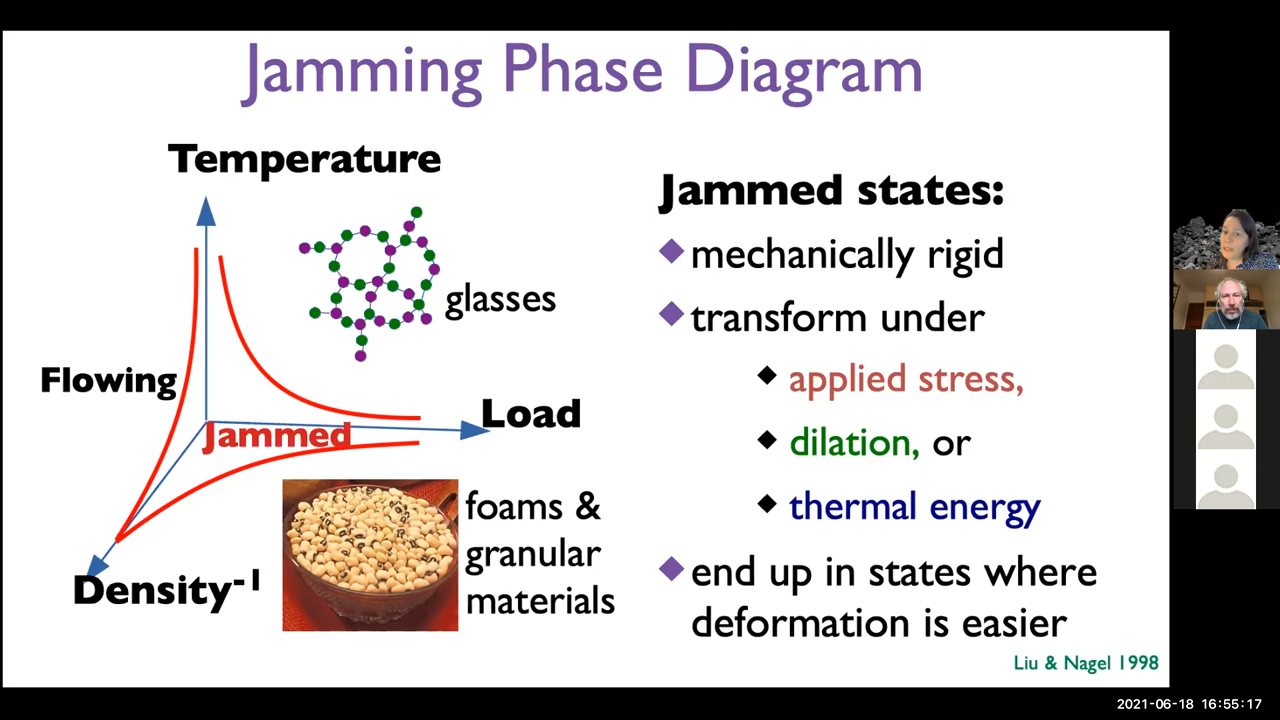 Jamming Phase Diagram
Temperature
glasses
Flowing
Load
Jammed
foams &
granular
materials
Density-1
Jammed states:
mechanically rigid
transform under
applied stress,
dilation, or
thermal energy
end up in states where
deformation is easier
Liu & Nagel 1998
2021-06-18 16:55:17